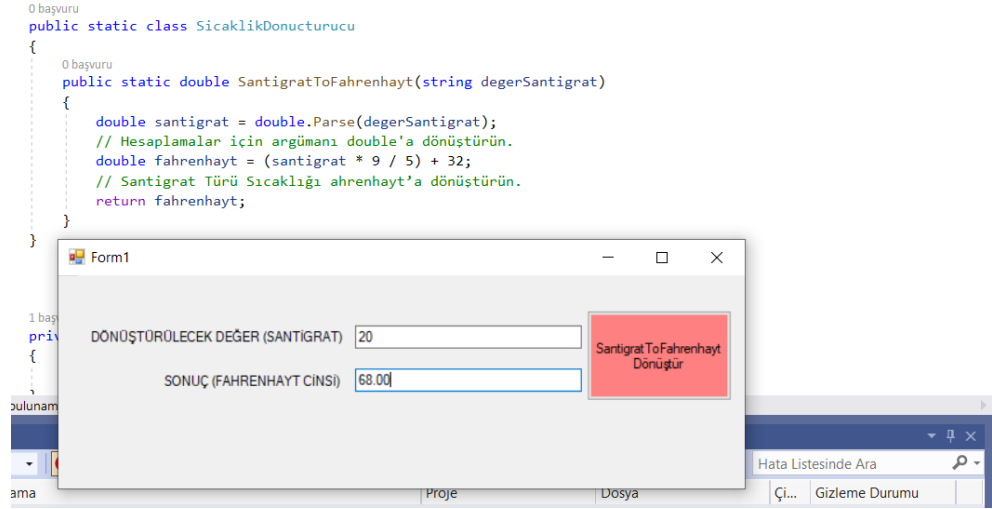 0 başvuru
public static class SicaklikDonucturucu
{
0 başvuru
public static double SantigratToFahrenhayt(string degerSantigrat)
{
double santigrat = double.Parse(degerSantigrat);
// Hesaplamalar için argümanı double'a dönüştürün.
double fahrenhayt = (santigrat * 9 / 5) + 32;
// Santigrat Türü Sıcaklığı ahrenhayt’a dönüştürün.
return fahrenhayt;
}
}
Form1
1 başv
priv
{
DÖNÜŞTÜRÜLECEK DEĞER (SANTİGRAT) 20
SantigratToFahrenhayt
Dönüştür
SONUÇ (FAHRENHAYT CİNSİ) 68.00
}
bulunam
Hata Listesinde Ara
ama Proje Dosya Çi... Gizleme Durumu